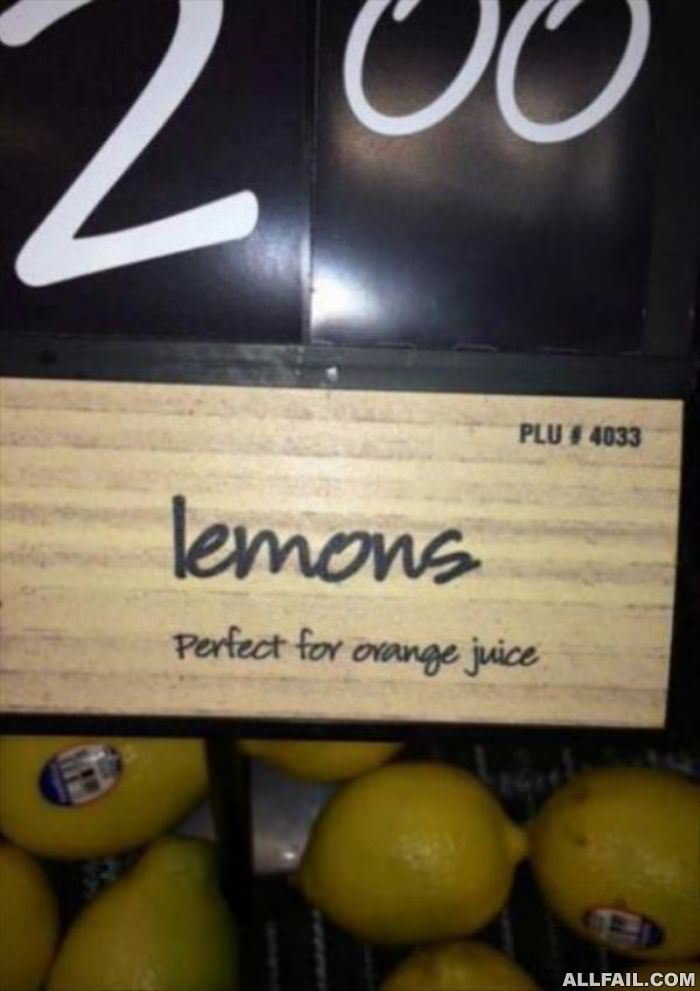 2 00
PLU # 4033
lemons
Perfect for orange juice
ALLFAIL.COM